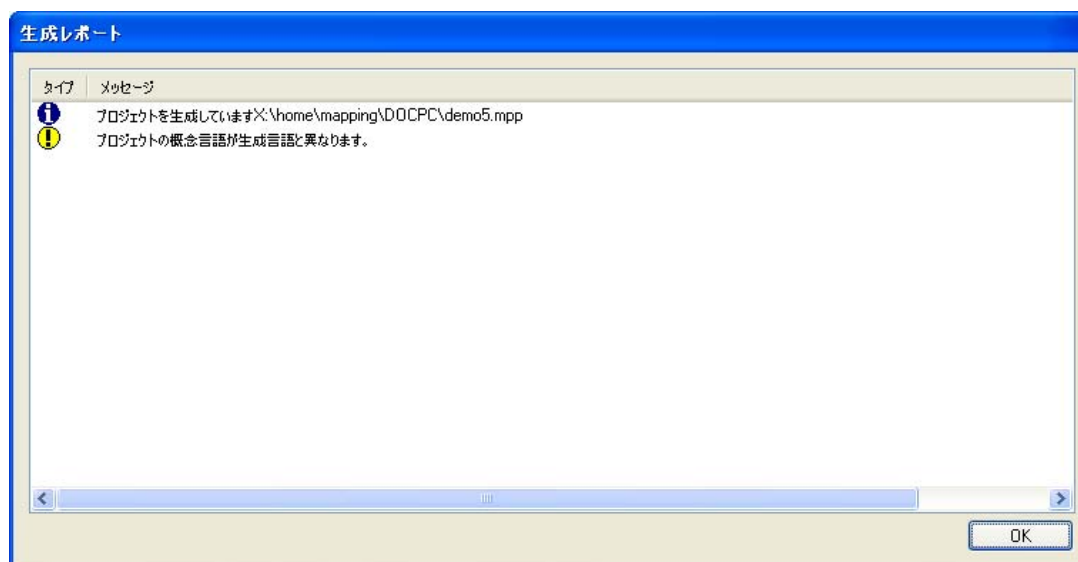 生成レポート
タイプ メッセージ
プロジェクトを生成していますX:\home\mapping\DOCPC\demo5.mpp
プロジェクトの概念言語が生成言語と異なります。
OK